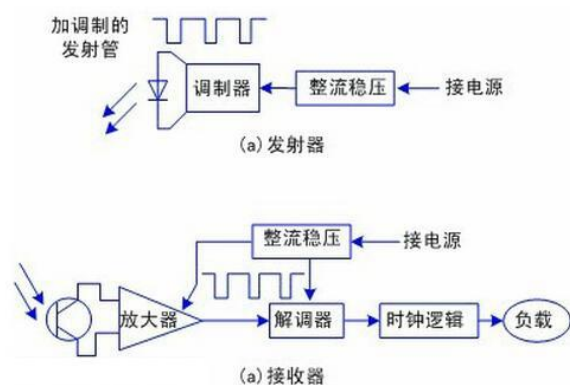 加调制的
发射管
调制器
整流稳压
接电源
(a)发射器
整流稳压
接电源
放大器
解调器
时钟逻辑
负载
(a)接收器